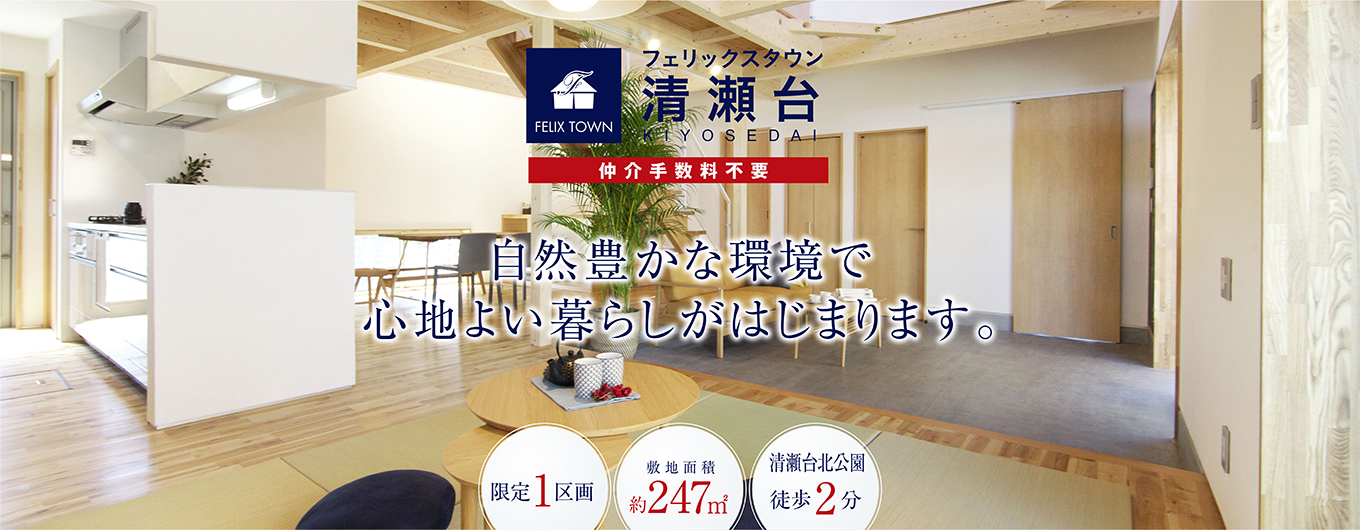 フェリックスタウン
清瀬台
KIYOSEDAI
FELIX TOWN
仲介手数料不要
自然豊かな環境で
心地よい暮らしがはじまります。
限定1区画
敷地面積
約247㎡
清瀬台北公園
徒歩2分